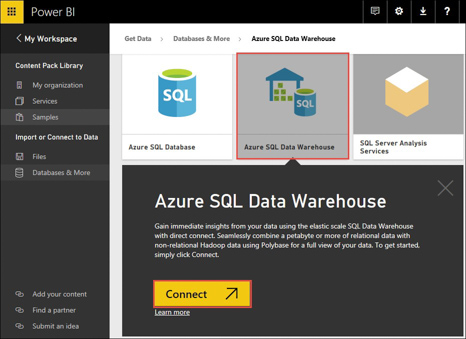 Power BI
?
My Workspace
Get Data > Databases & More > Azure SQL Data Warehouse
Content Pack Library
My organization
Services
Samples
Import or Connect to Data
Files
Databases & More
Add your content
Find a partner
Submit an idea
SQL
Azure SQL Database
SQL
Azure SQL Data Warehouse
SQL Server Analysis
Services
Azure SQL Data Warehouse
Gain immediate insights from your data using the elastic scale SQL Data Warehouse
with direct connect. Seamlessly combine a petabyte or more of relational data with
non-relational Hadoop data using Polybase for a full view of your data. To get started,
simply click Connect.
Connect
Learn more